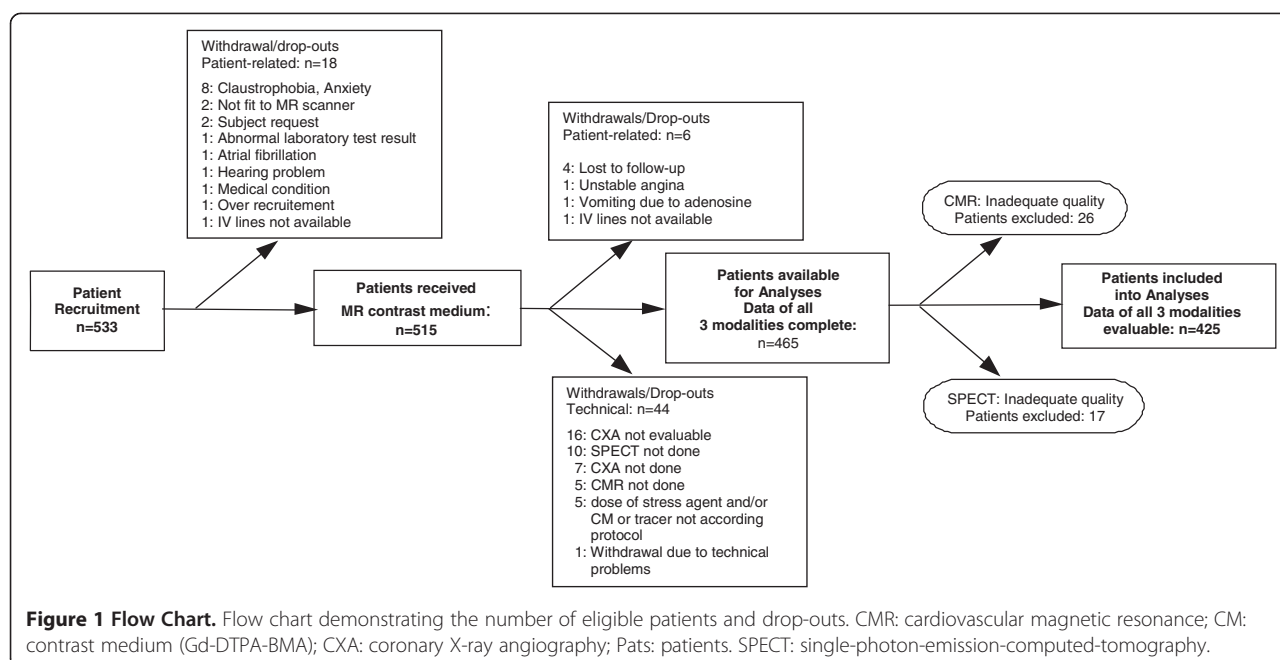 Withdrawal/drop-outs
Patient-related: n=18
8: Claustrophobia, Anxiety
2: Not fit to MR scanner
2: Subject request
1: Abnormal laboratory test result
1: Atrial fibrillation
1: Hearing problem
1: Medical condition
1: Over recruitement
1: IV lines not available
Patient
Recruitment
n=533
Patients received
MR contrast medium:
n=515
Withdrawals/Drop-outs
Patient-related: n=6
4: Lost to follow-up
1: Unstable angina
1: Vomiting due to adenosine
1: IV lines not available
Patients available
for Analyses
Data of all
3 modalities complete:
n=465
Withdrawals/Drop-outs
Technical: n=44
16: CXA not evaluable
10: SPECT not done
7: CXA not done
5: CMR not done
5: dose of stress agent and/or
CM or tracer not according
protocol
1: Withdrawal due to technical
problems
CMR: Inadequate quality
Patients excluded: 26
SPECT: Inadequate quality
Patients excluded: 17
Patients included
into Analyses
Data of all 3 modalities
evaluable: n=425
Figure 1 Flow Chart. Flow chart demonstrating the number of eligible patients and drop-outs. CMR: cardiovascular magnetic resonance; CM:
contrast medium (Gd-DTPA-BMA); CXA: coronary X-ray angiography; Pats: patients. SPECT: single-photon-emission-computed-tomography.